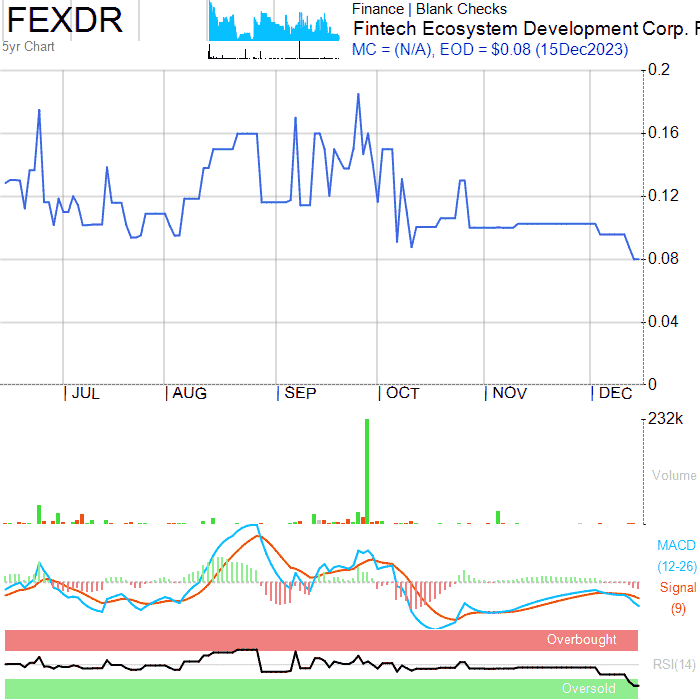 FEXDR
5yr Chart
Finance | Blank Checks
Fintech Ecosystem Development Corp. F
MC = (N/A), EOD = $0.08 (15Dec2023)
0.2
0.16
0.12
0.08
0.04
0
| JUL | AUG | SEP | OCT | NOV | DEC
232k
Volume
MACD
(12-26)
Signal
(9)
Overbought
RSI(14)
Oversold